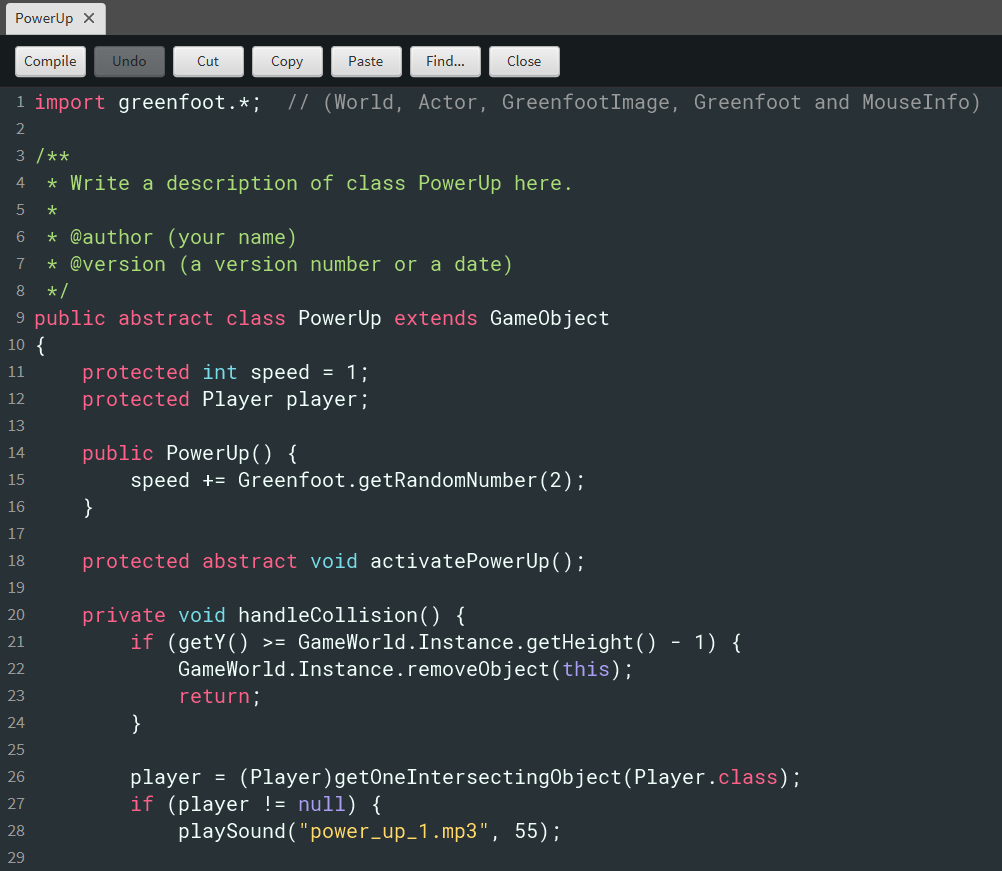 PowerUp ×
Compile Undo Cut Copy Paste Find... Close
1 import greenfoot.*;  // (World, Actor, GreenfootImage, Greenfoot and MouseInfo)
2
3 /**
4  * Write a description of class PowerUp here.
5  *
6  * @author (your name)
7  * @version (a version number or a date)
8  */
9 public abstract class PowerUp extends GameObject
10 {
11     protected int speed = 1;
12     protected Player player;
13
14     public PowerUp() {
15         speed += Greenfoot.getRandomNumber(2);
16     }
17
18     protected abstract void activatePowerUp();
19
20     private void handleCollision() {
21         if (getY() >= GameWorld.Instance.getHeight() - 1) {
22             GameWorld.Instance.removeObject(this);
23             return;
24         }
25
26         player = (Player)getOneIntersectingObject(Player.class);
27         if (player != null) {
28             playSound("power_up_1.mp3", 55);
29